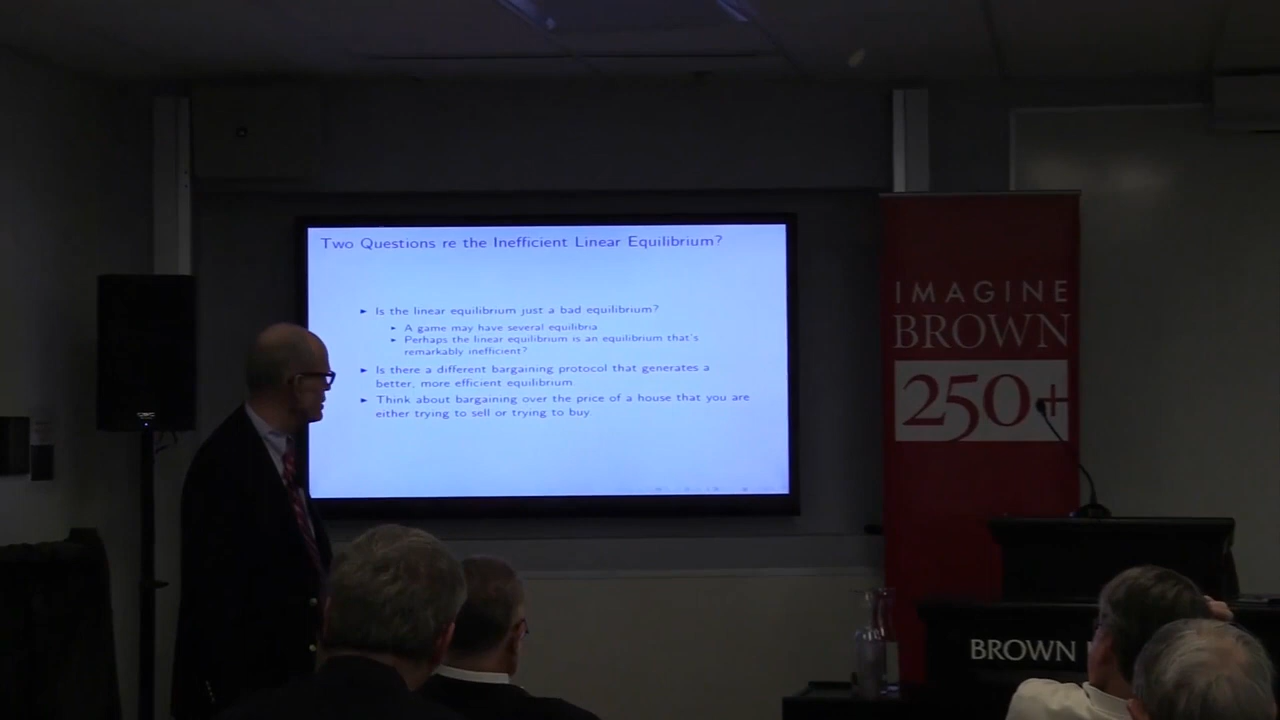 Two Questions re the Inefficient Linear Equilibrium?
Is the linear equilibrium just a bad equilibrium?
A game may have several equilibria
Perhaps the linear equilibrium is an equilibrium that's
remarkably inefficient?
Is there a different bargaining protocol that generates a
better, more efficient equilibrium.
Think about bargaining over the price of a house that you are
either trying to sell or trying to buy.
IMAGINE
BROWN
250+
BROWN